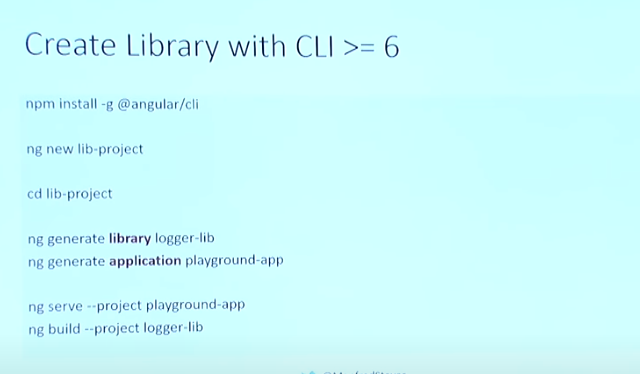 Create Library with CLI >= 6
npm install -g @angular/cli
ng new lib-project
cd lib-project
ng generate library logger-lib
ng generate application playground-app
ng serve --project playground-app
ng build --project logger-lib